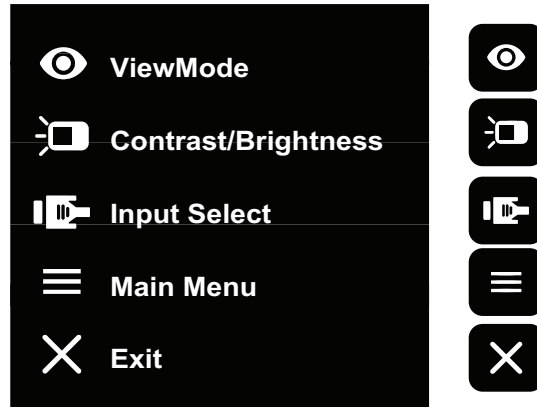 ViewMode
Contrast/Brightness
Input Select
Main Menu
Exit